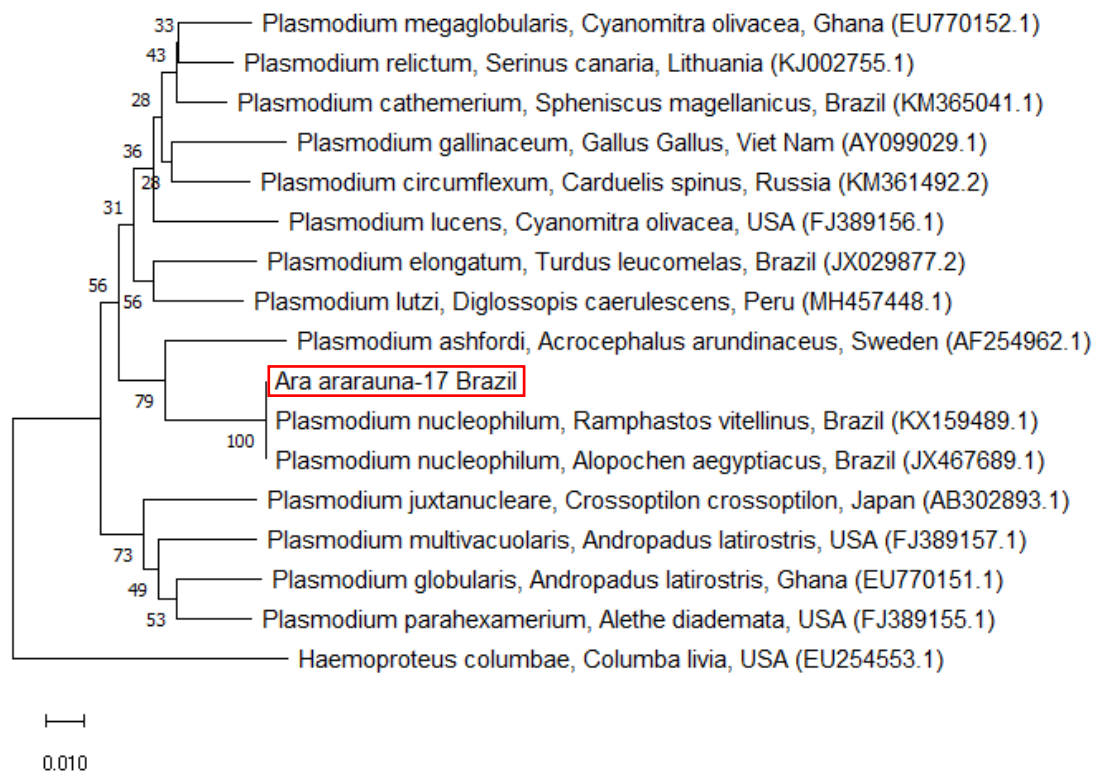 33
Plasmodium megaglobularis, Cyanomitra olivacea, Ghana (EU770152.1)
43
Plasmodium relictum, Serinus canaria, Lithuania (KJ002755.1)
28
Plasmodium cathemerium, Spheniscus magellanicus, Brazil (KM365041.1)
Plasmodium gallinaceum, Gallus Gallus, Viet Nam (AY099029.1)
36
28
Plasmodium circumflexum, Carduelis spinus, Russia (KM361492.2)
31
Plasmodium lucens, Cyanomitra olivacea, USA (FJ389156.1)
Plasmodium elongatum, Turdus leucomelas, Brazil (JX029877.2)
56
56
Plasmodium lutzi, Diglossopis caerulescens, Peru (MH457448.1)
Plasmodium ashfordi, Acrocephalus arundinaceus, Sweden (AF254962.1)
Ara ararauna-17 Brazil
79
Plasmodium nucleophilum, Ramphastos vitellinus, Brazil (KX159489.1)
100
Plasmodium nucleophilum, Alopochen aegyptiacus, Brazil (JX467689.1)
Plasmodium juxtanucleare, Crossoptilon crossoptilon, Japan (AB302893.1)
Plasmodium multivacuolaris, Andropadus latirostris, USA (FJ389157.1)
73
Plasmodium globularis, Andropadus latirostris, Ghana (EU770151.1)
49
Plasmodium parahexamerium, Alethe diademata, USA (FJ389155.1)
53
Haemoproteus columbae, Columba livia, USA (EU254553.1)
0.010